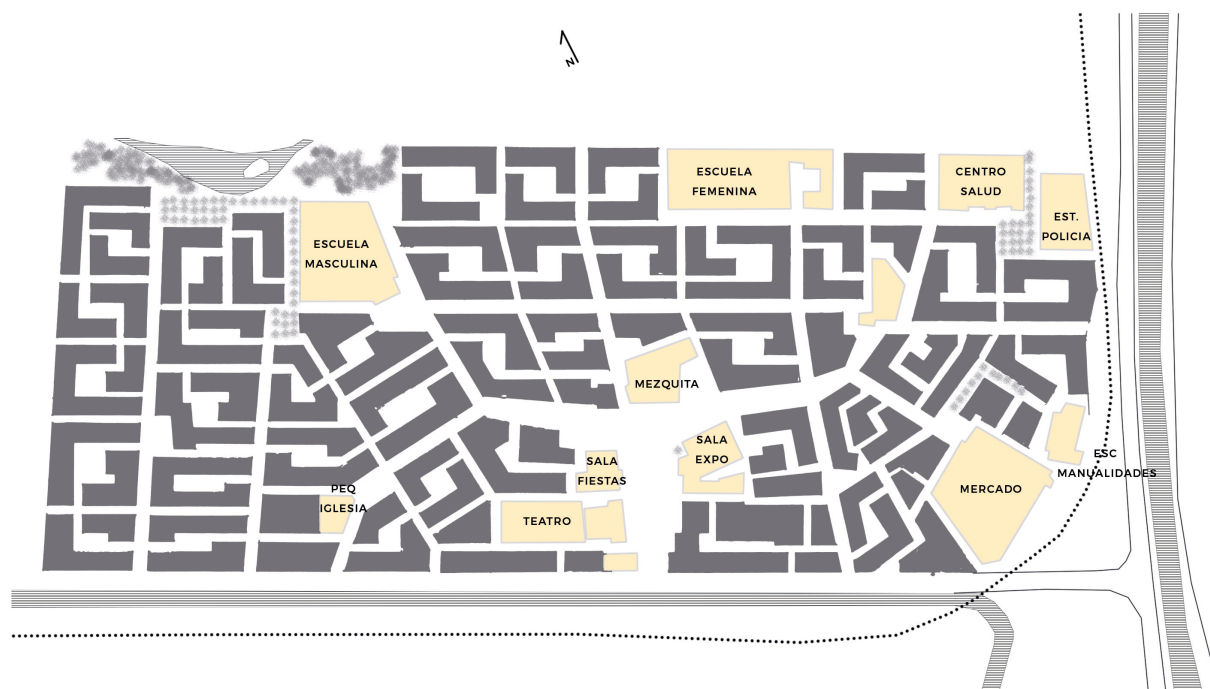 N
ESCUELA
FEMENINA
CENTRO
SALUD
EST.
POLICIA
ESCUELA
MASCULINA
MEZQUITA
SALA
EXPO
SALA
FIESTAS
ESC
MANUALIDADES
MERCADO
PEQ
IGLESIA
TEATRO